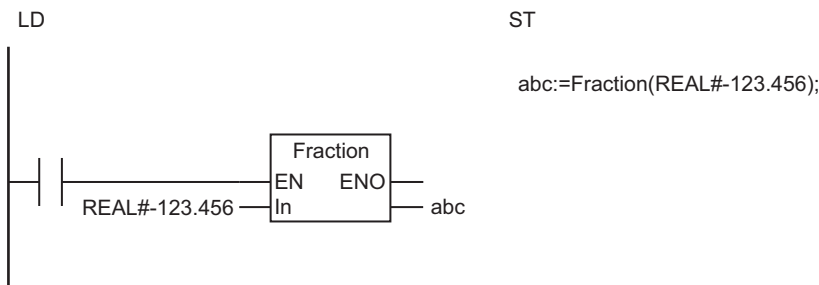 LD
ST
abc:=Fraction(REAL#-123.456);
Fraction
EN ENO
REAL#-123.456 In abc